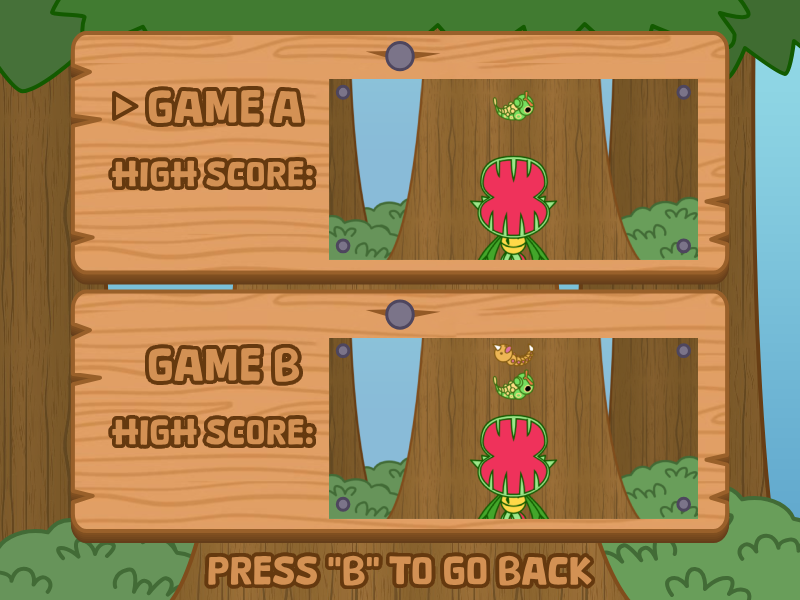 GAME A
HIGH SCORE:
GAME B
HIGH SCORE:
PRESS "B" TO GO BACK